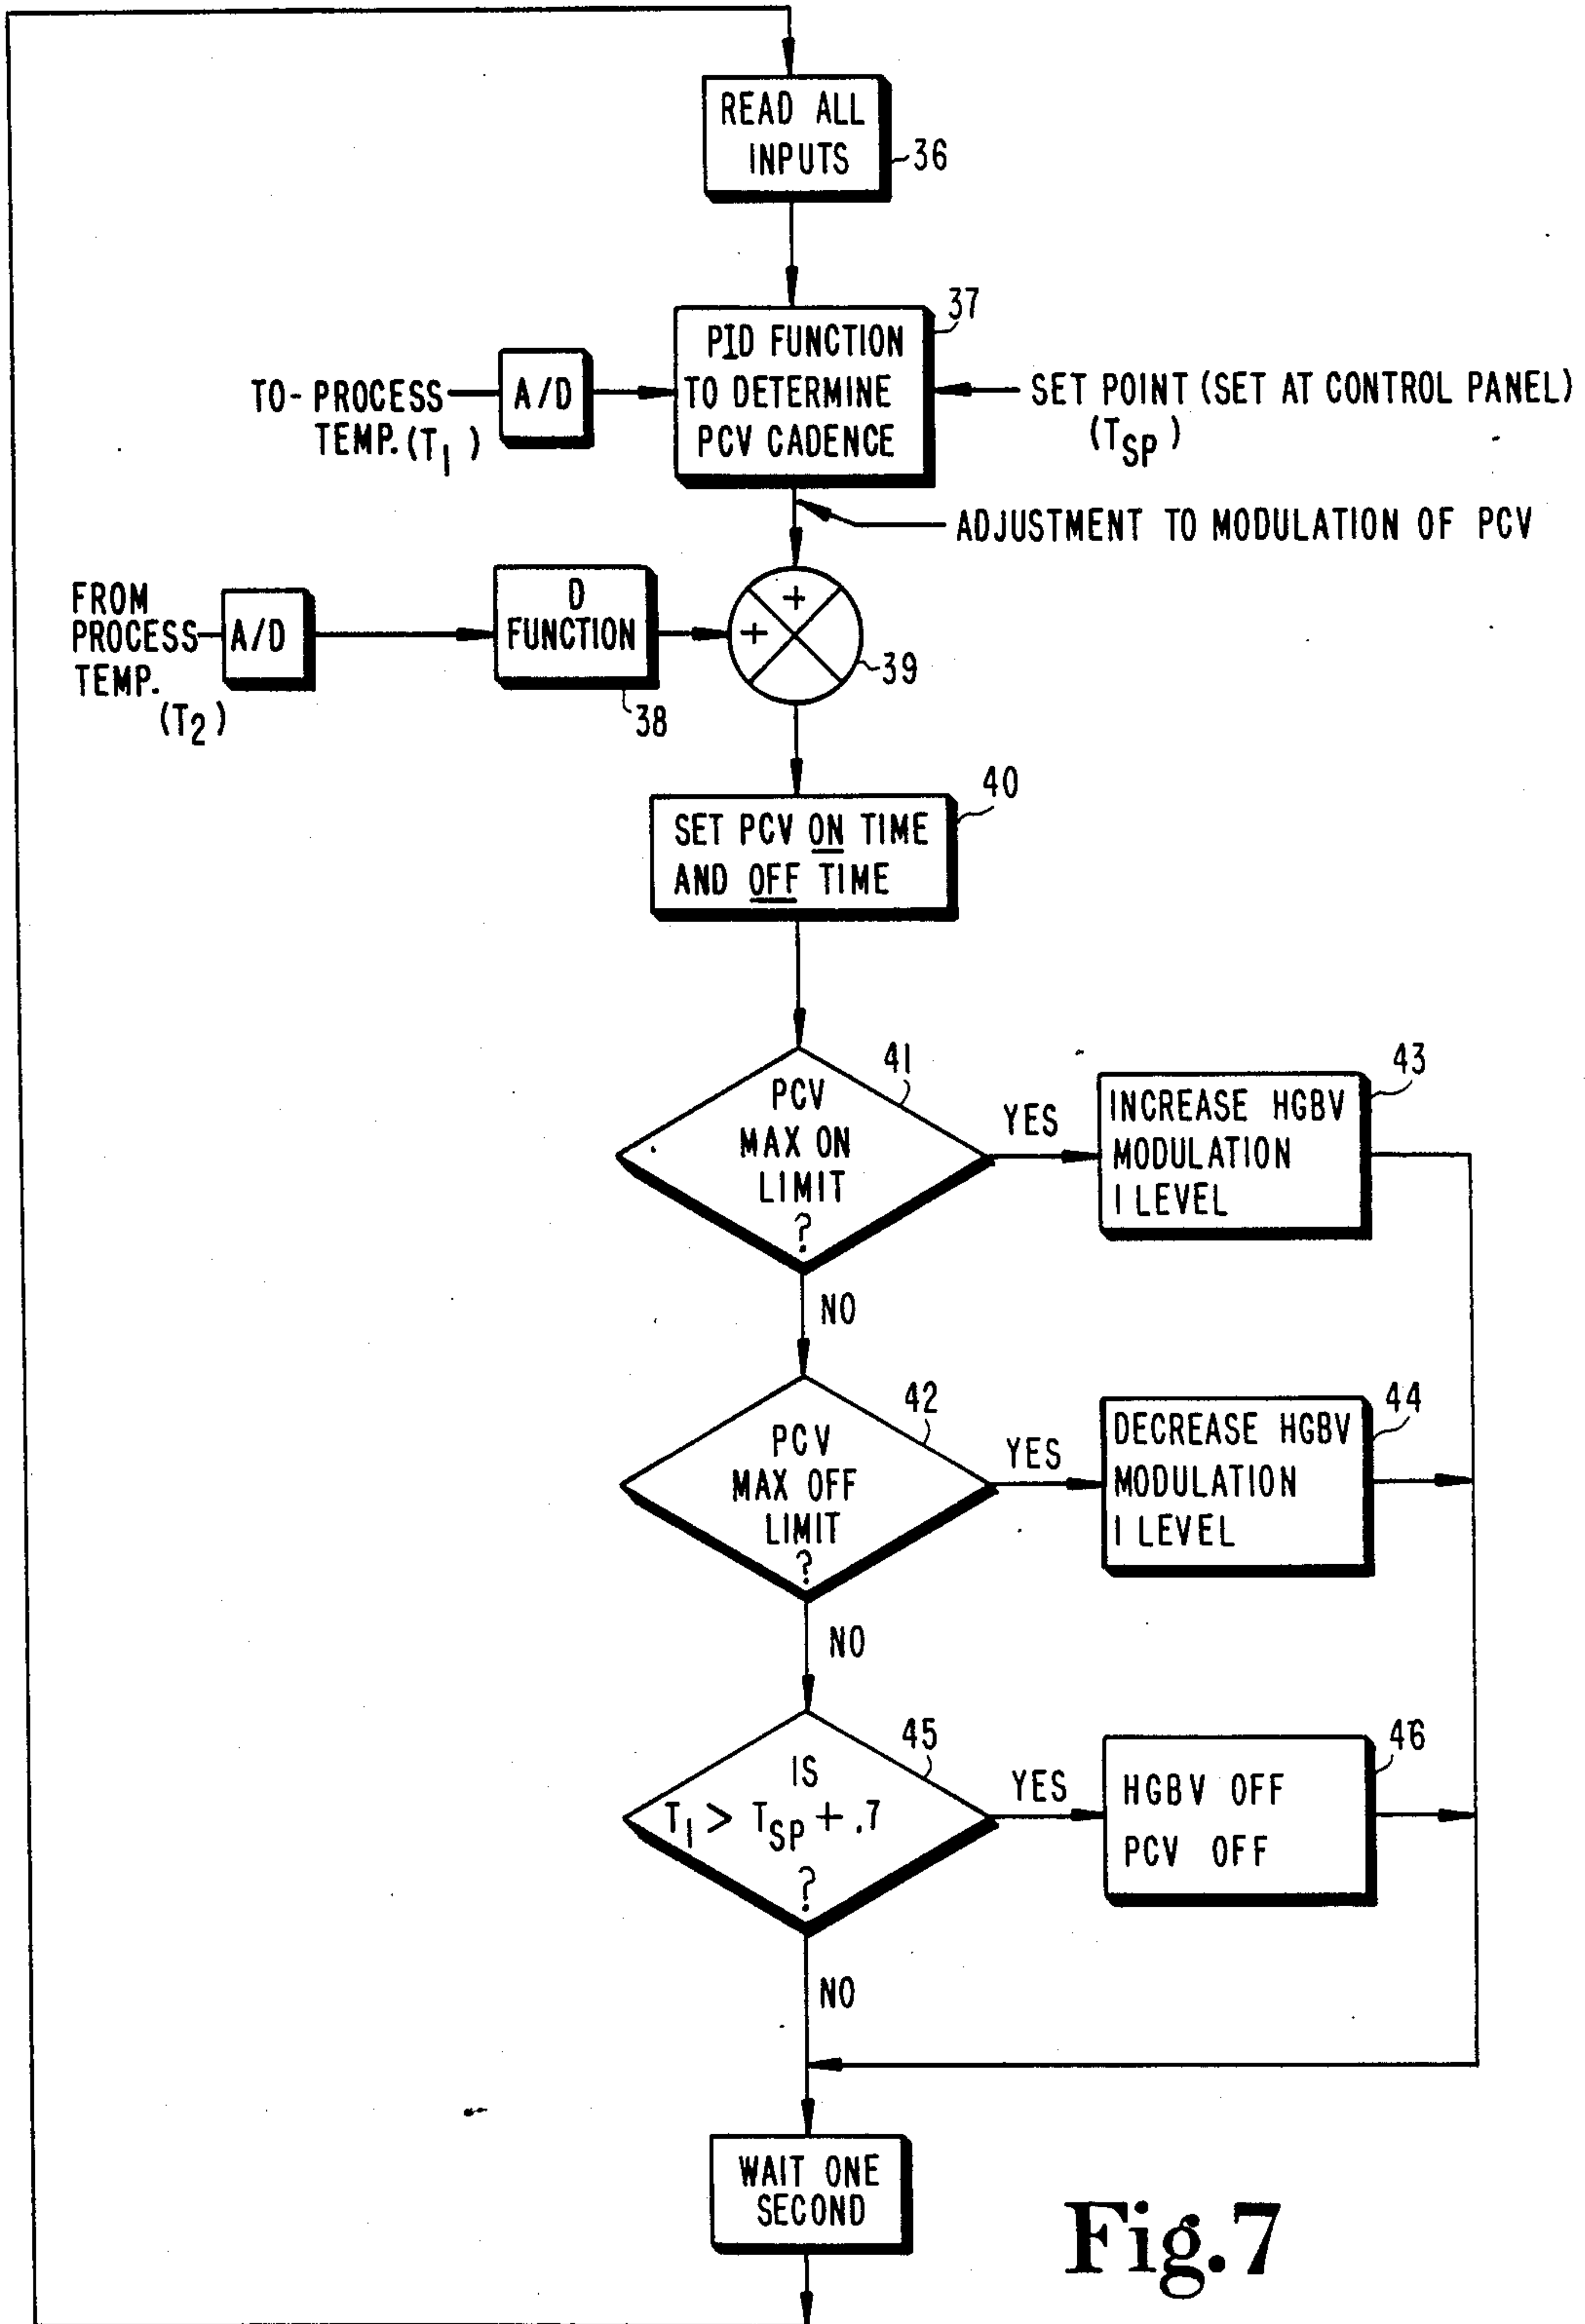 READ ALL
INPUTS
36
37
PID FUNCTION
TO DETERMINE
PCV CADENCE
TO-PROCESS
TEMP. (T1)
A/D
SET POINT (SET AT CONTROL PANEL)
(TSP)
ADJUSTMENT TO MODULATION OF PCV
FROM
PROCESS
TEMP.
(T2)
A/D
D
FUNCTION
38
+
+
39
40
SET PCV ON TIME
AND OFF TIME
41
PCV
MAX ON
LIMIT
?
YES
43
INCREASE HGBV
MODULATION
1 LEVEL
NO
42
PCV
MAX OFF
LIMIT
?
YES
44
DECREASE HGBV
MODULATION
1 LEVEL
NO
45
IS
T1 > TSP + .7
?
YES
46
HGBV OFF
PCV OFF
NO
WAIT ONE
SECOND
Fig.7